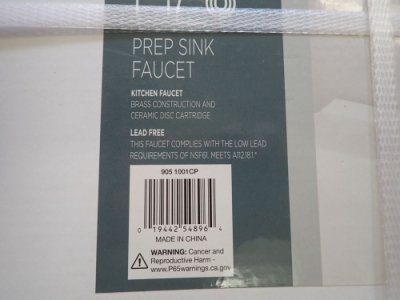 PREP SINK
FAUCET
KITCHEN FAUCET
BRASS CONSTRUCTION AND
CERAMIC DISC CARTRIDGE.
LEAD FREE
THIS FAUCET COMPLIES WITH THE LOW LEAD
REQUIREMENTS OF NSF61. MEETS A112.18.1.*
905 1001CP
0 19442 54896 4
MADE IN CHINA
WARNING: Cancer and
Reproductive Harm -
www.P65warnings.ca.gov